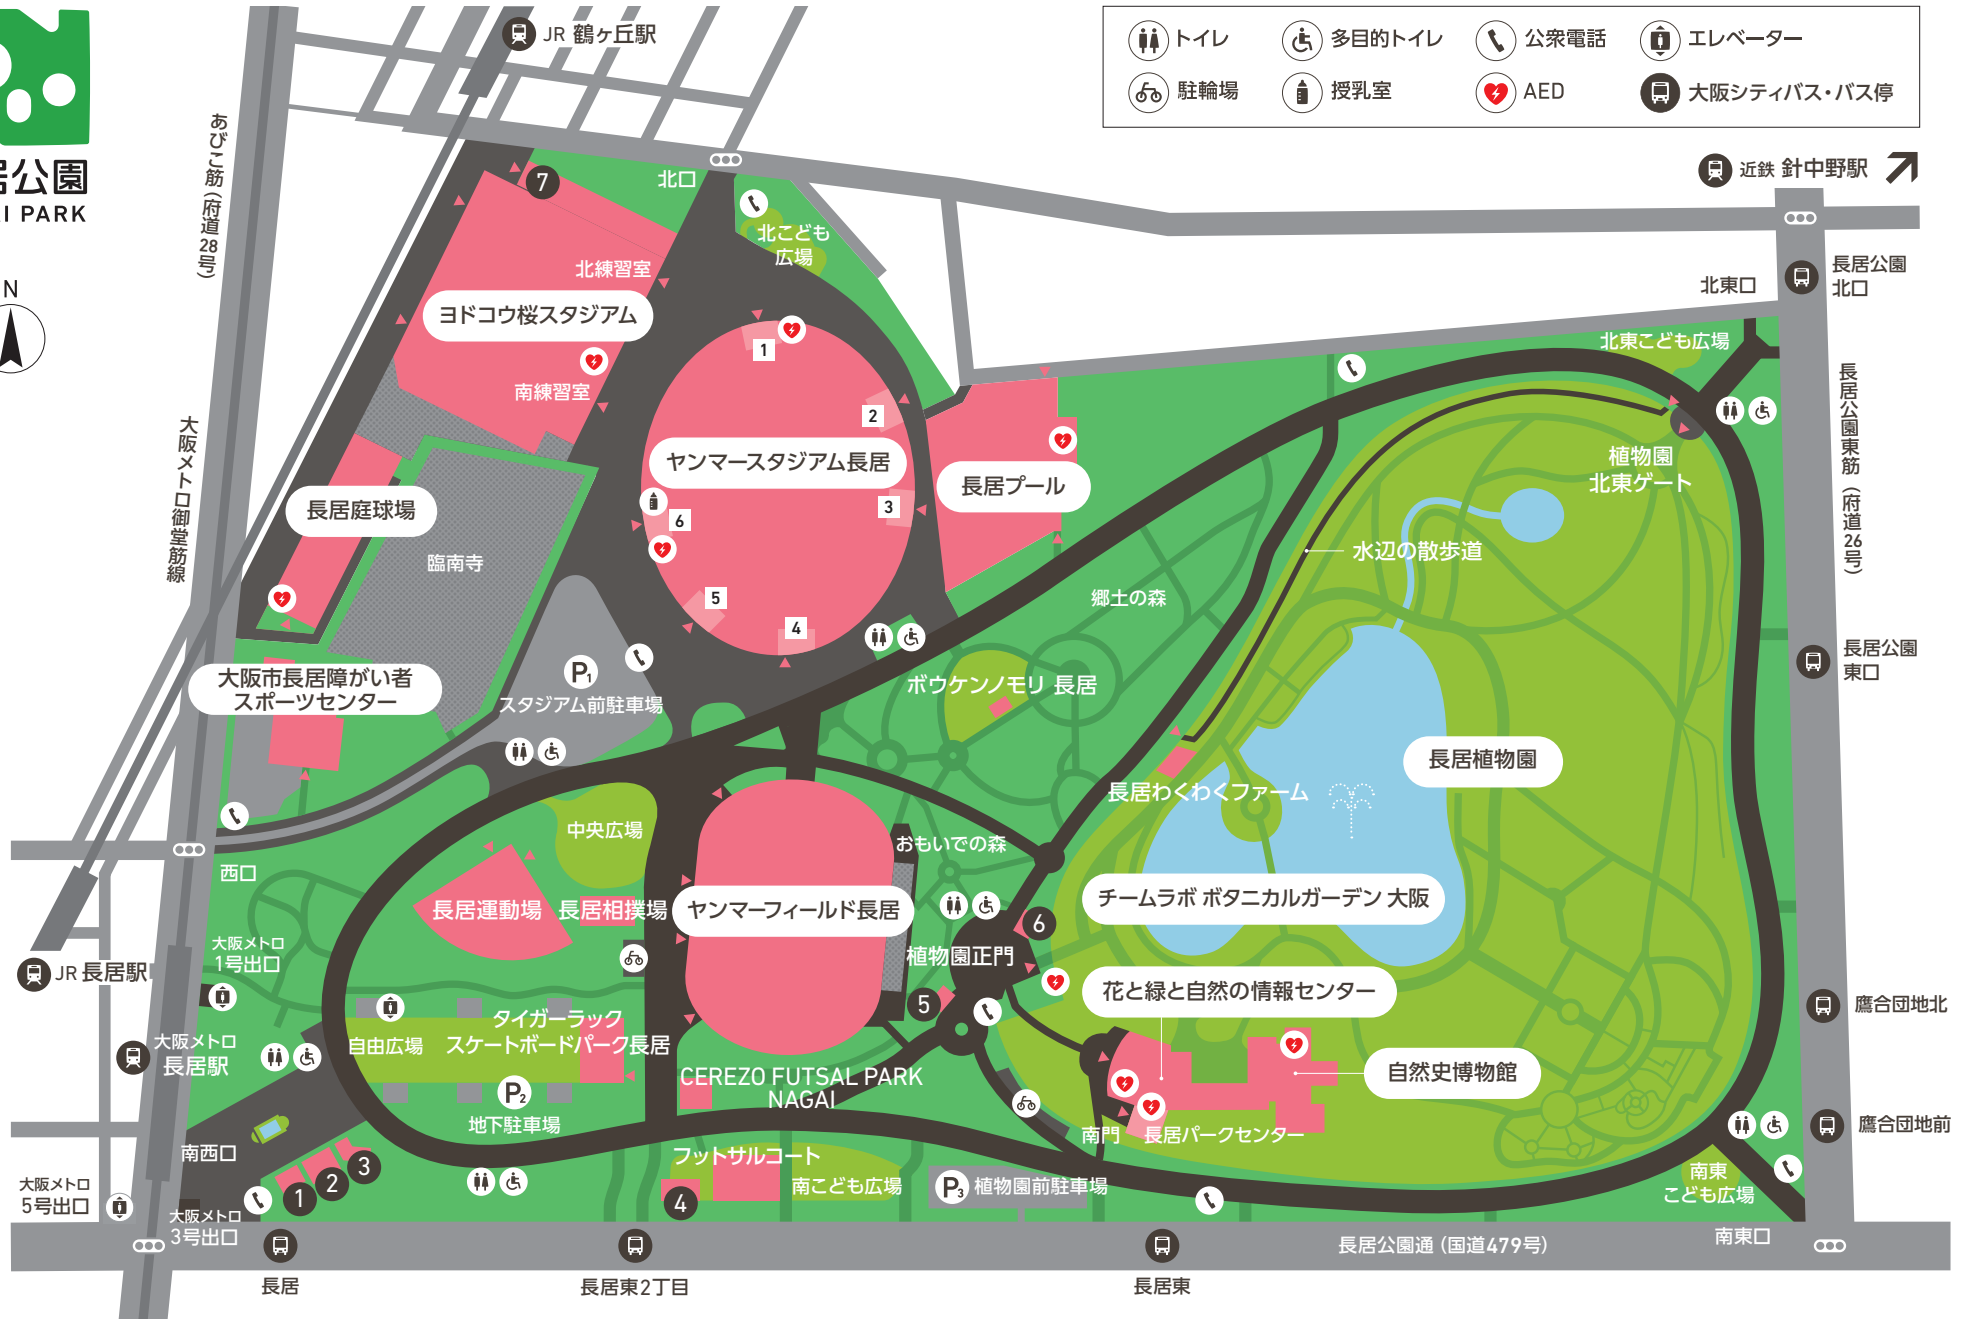 居公園
AI PARK
N
JR 鶴ヶ丘駅
トイレ
多目的トイレ
公衆電話
エレベーター
駐輪場
授乳室
AED
大阪シティバス・バス停
近鉄 針中野駅
あびこ筋(府道28号)
大阪メトロ御堂筋線
北口
7
北こども
広場
北練習室
ヨドコウ桜スタジアム
南練習室
1
2
3
4
5
6
ヤンマースタジアム長居
長居プール
長居庭球場
臨南寺
大阪市長居障がい者
スポーツセンター
P1
スタジアム前駐車場
北東口
長居公園
北口
北東こども広場
長居公園東筋(府道26号)
植物園
北東ゲート
水辺の散歩道
郷土の森
長居公園
東口
ボウケンノモリ 長居
長居植物園
長居わくわくファーム
中央広場
おもいでの森
西口
長居運動場
長居相撲場
ヤンマーフィールド長居
チームラボ ボタニカルガーデン 大阪
6
植物園正門
大阪メトロ
1号出口
JR 長居駅
花と緑と自然の情報センター
5
鷹合団地北
タイガーラック
スケートボードパーク長居
自由広場
大阪メトロ
長居駅
CEREZO FUTSAL PARK
NAGAI
自然史博物館
P2
地下駐車場
南門
長居パークセンター
鷹合団地前
南西口
3
2
1
フットサルコート
4
南こども広場
P3
植物園前駐車場
南東
こども広場
大阪メトロ
5号出口
大阪メトロ
3号出口
長居公園通(国道479号)
南東口
長居
長居東2丁目
長居東